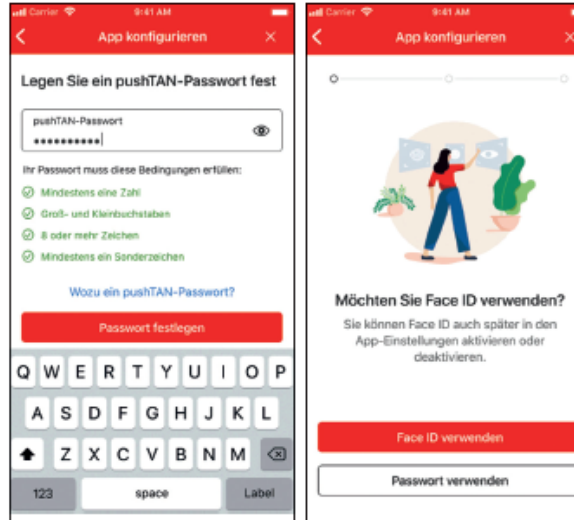 Carrier
9:41 AM
App konfigurieren
Legen Sie ein pushTAN-Passwort fest
pushTAN-Passwort
••••••••••
Ihr Passwort muss diese Bedingungen erfüllen:
Mindestens eine Zahl
Groß- und Kleinbuchstaben
8 oder mehr Zeichen
Mindestens ein Sonderzeichen
Wozu ein pushTAN-Passwort?
Passwort festlegen
Q W E R T Y U I O P
A S D F G H J K L
Z X C V B N M
123 space Label
Carrier
9:41 AM
App konfigurieren
Möchten Sie Face ID verwenden?
Sie können Face ID auch später in den
App-Einstellungen aktivieren oder
deaktivieren.
Face ID verwenden
Passwort verwenden